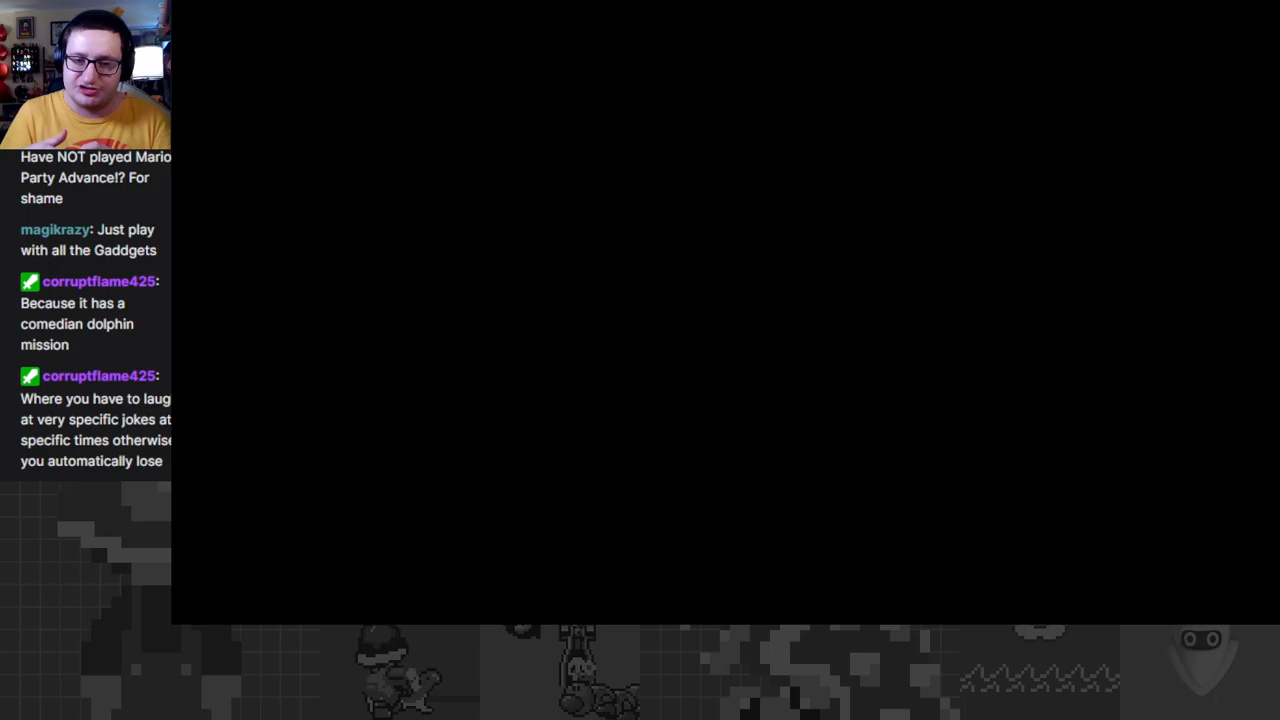 Have NOT played Mario
Party Advance!? For
shame
magikrazy: Just play
with all the Gaddgets
corruptflame425:
Because it has a
comedian dolphin
mission
corruptflame425:
Where you have to laug
at very specific jokes at
specific times otherwise
you automatically lose